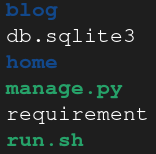 blog
db.sqlite3
home
manage.py
requirement
run.sh